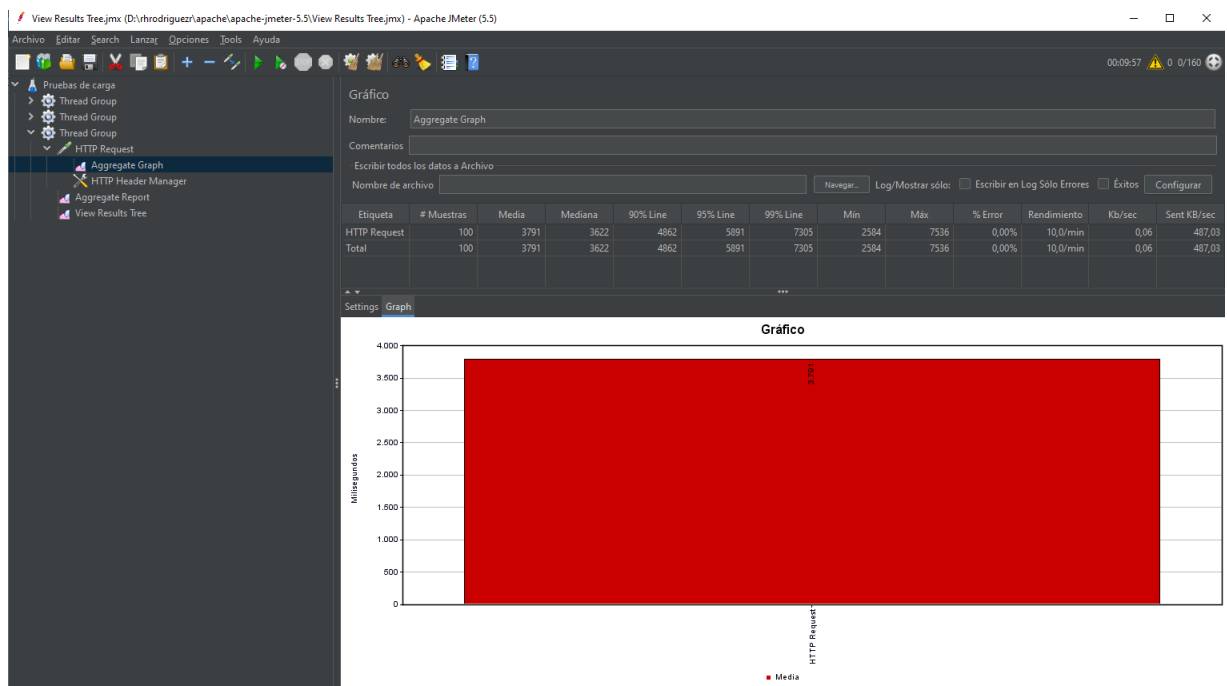 View Results Tree.jmx (D:\rhrodriguezr\apache\apache-jmeter-5.5\View Results Tree.jmx) - Apache JMeter (5.5)
Archivo Editar Search Lanzar Opciones Tools Ayuda
00:09:57 0 0/160
Pruebas de carga
Thread Group
Thread Group
Thread Group
HTTP Request
Aggregate Graph
HTTP Header Manager
Aggregate Report
View Results Tree
Gráfico
Nombre: Aggregate Graph
Comentarios
Escribir todos los datos a Archivo
Nombre de archivo Navegar... Log/Mostrar sólo: Escribir en Log Sólo Errores Éxitos Configurar
Etiqueta # Muestras Media Mediana 90% Line 95% Line 99% Line Mín Máx % Error Rendimiento Kb/sec Sent KB/sec
HTTP Request 100 3791 3622 4862 5891 7305 2584 7536 0,00% 10,0/min 0,06 487,03
Total 100 3791 3622 4862 5891 7305 2584 7536 0,00% 10,0/min 0,06 487,03
Settings Graph
Gráfico
4.000
3.500
3.000
2.500
2.000
1.500
1.000
500
0
Milisegundos
3.791
HTTP Request
Media